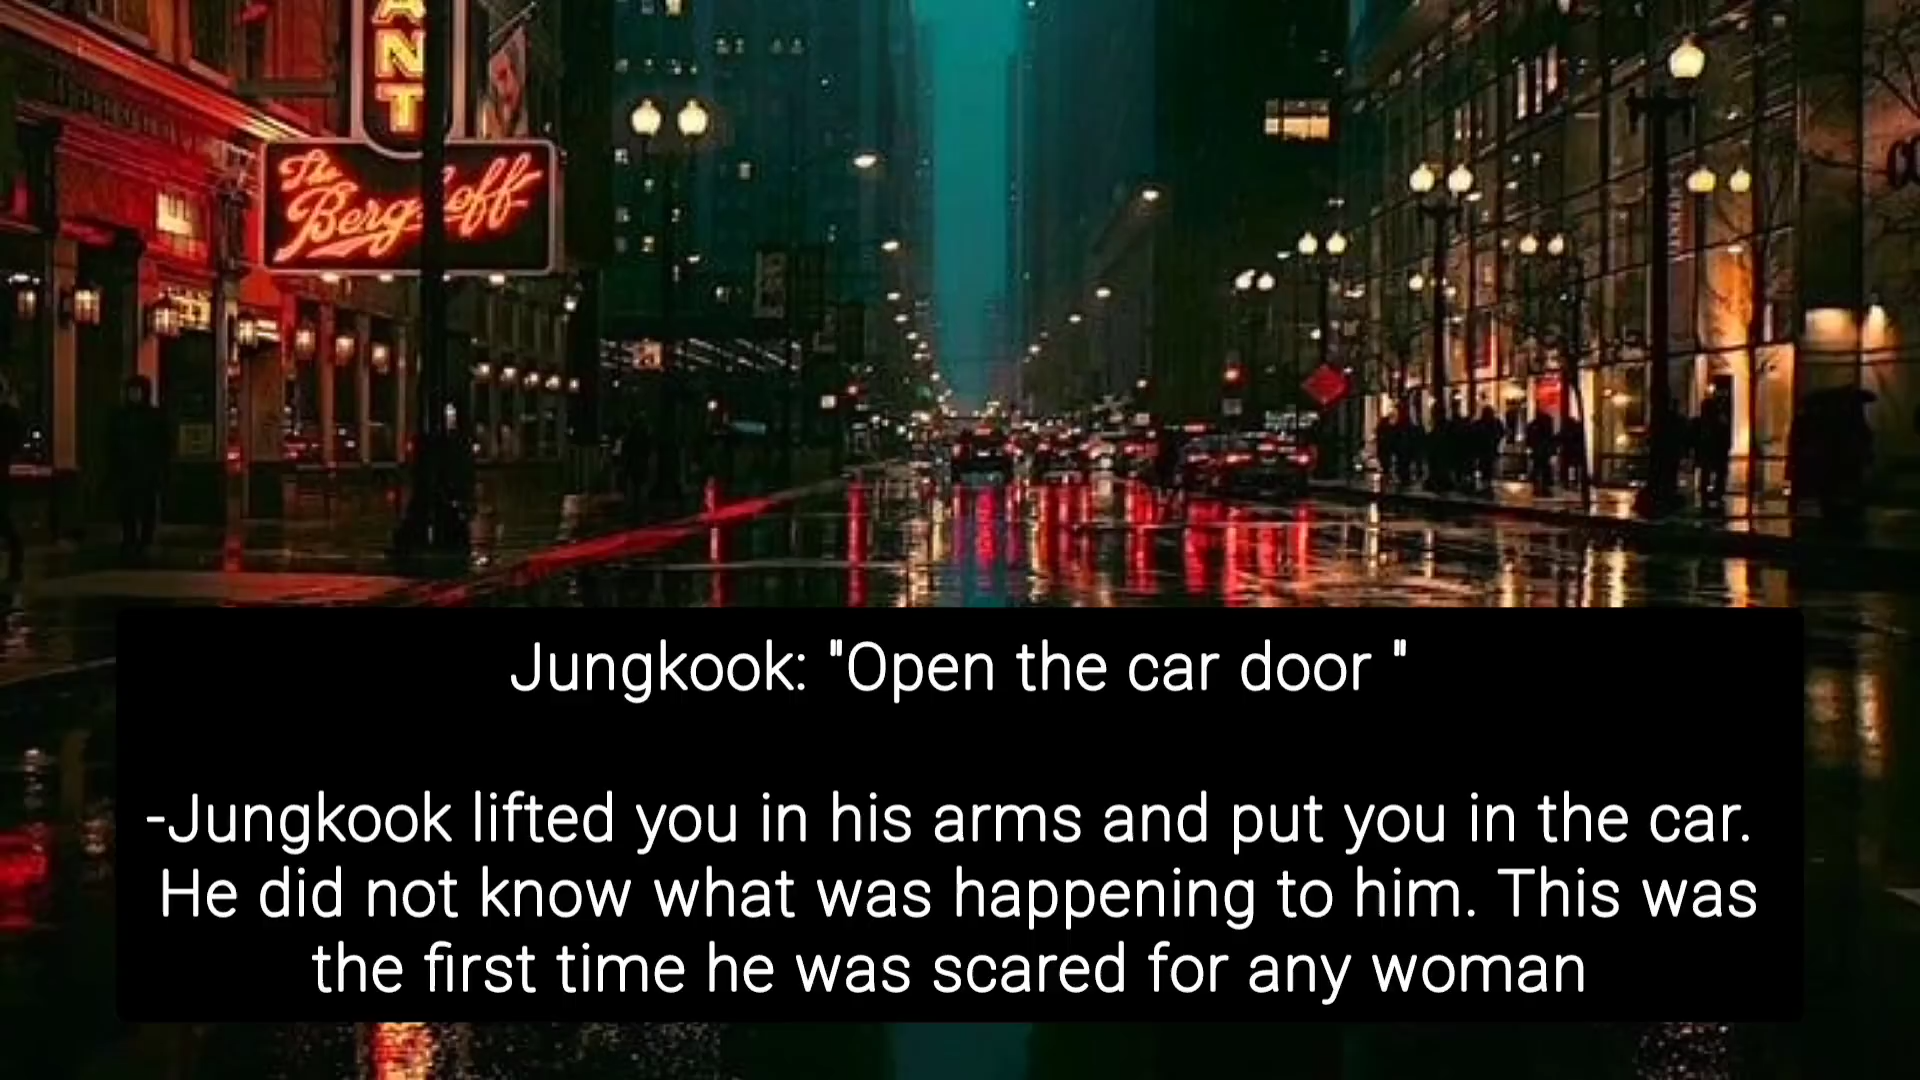 ANT
The
Berghoff
Jungkook: "Open the car door "
-Jungkook lifted you in his arms and put you in the car.
He did not know what was happening to him. This was
the first time he was scared for any woman